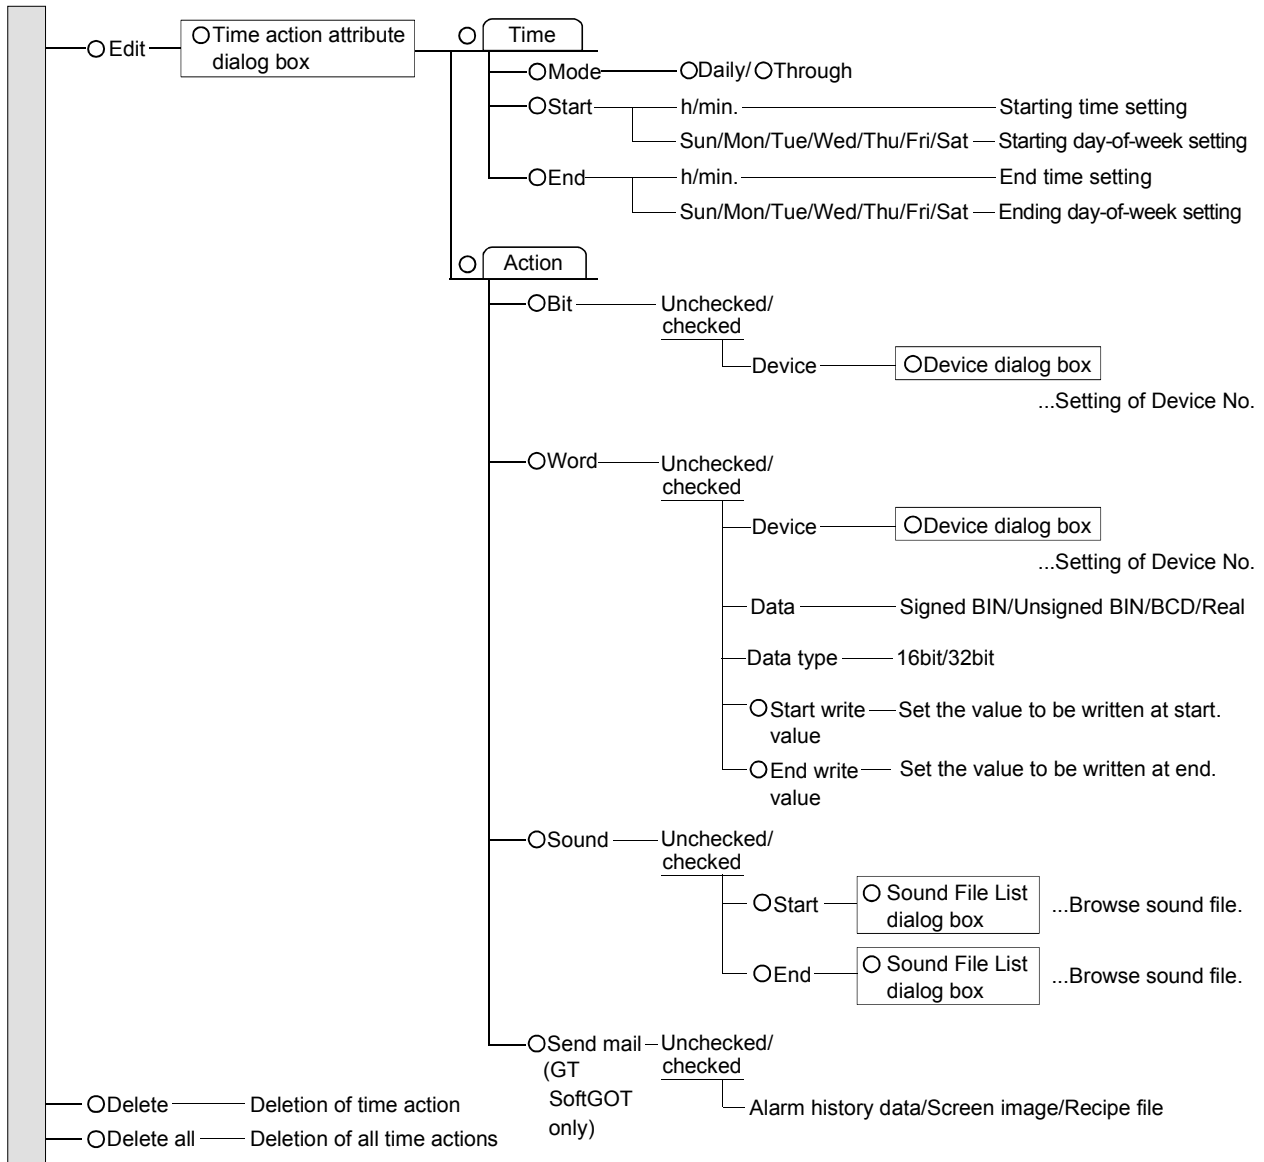 ○Edit
○Time action attribute
dialog box
○ Time
○Mode ○Daily/ ○Through
○Start h/min. Starting time setting
Sun/Mon/Tue/Wed/Thu/Fri/Sat Starting day-of-week setting
○End h/min. End time setting
Sun/Mon/Tue/Wed/Thu/Fri/Sat Ending day-of-week setting
○ Action
○Bit Unchecked/
checked
Device ○Device dialog box
...Setting of Device No.
○Word Unchecked/
checked
Device ○Device dialog box
...Setting of Device No.
Data Signed BIN/Unsigned BIN/BCD/Real
Data type 16bit/32bit
○Start write Set the value to be written at start.
value
○End write Set the value to be written at end.
value
○Sound Unchecked/
checked
○Start ○ Sound File List
dialog box ...Browse sound file.
○End ○ Sound File List
dialog box ...Browse sound file.
○Send mail Unchecked/
(GT checked
SoftGOT
only)
Alarm history data/Screen image/Recipe file
○Delete Deletion of time action
○Delete all Deletion of all time actions